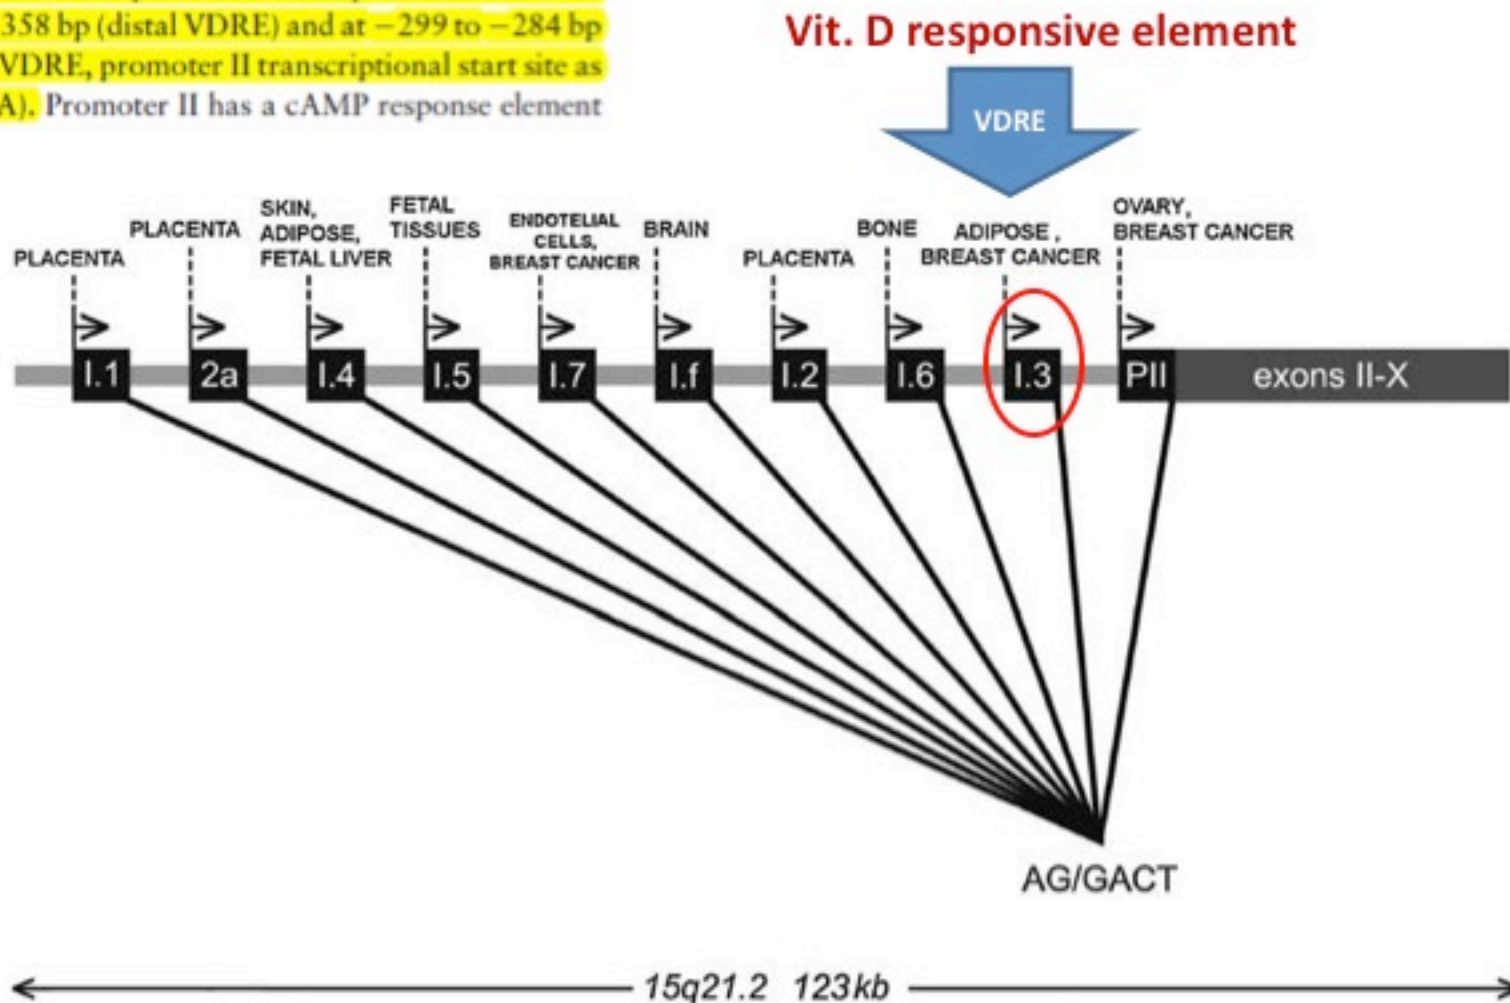 358 bp (distal VDRE) and at −299 to −284 bp
VDRE, promoter II transcriptional start site as
A). Promoter II has a cAMP response element
Vit. D responsive element
VDRE
PLACENTA
PLACENTA
SKIN,
ADIPOSE,
FETAL LIVER
FETAL
TISSUES
ENDOTELIAL
CELLS,
BREAST CANCER
BRAIN
PLACENTA
BONE
ADIPOSE,
BREAST CANCER
OVARY,
BREAST CANCER
I.1 2a I.4 I.5 I.7 I.f I.2 I.6 I.3 PII exons II-X
AG/GACT
15q21.2 123kb